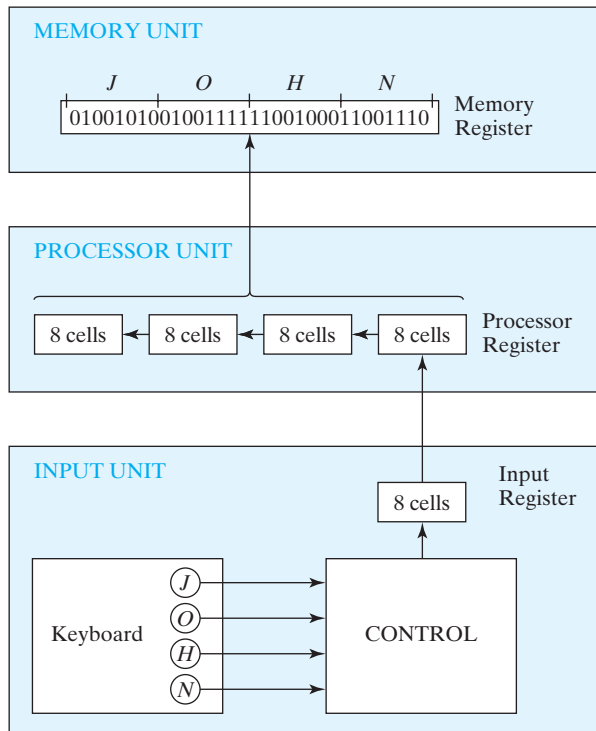 MEMORY UNIT
J O H N
01001010010011111100100011001110
Memory
Register
PROCESSOR UNIT
8 cells 8 cells 8 cells 8 cells
Processor
Register
INPUT UNIT
Input
Register
8 cells
J
O
H
N
Keyboard
CONTROL